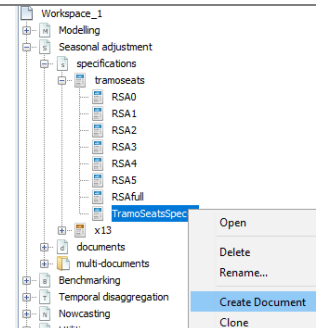 Workspace_1
Modelling
Seasonal adjustment
specifications
tramoseats
RSA0
RSA1
RSA2
RSA3
RSA4
RSA5
RSAfull
TramoSeatsSpec
Open
x13
documents
Delete
multi-documents
Rename...
Benchmarking
Temporal disaggregation
Create Document
Nowcasting
Clone